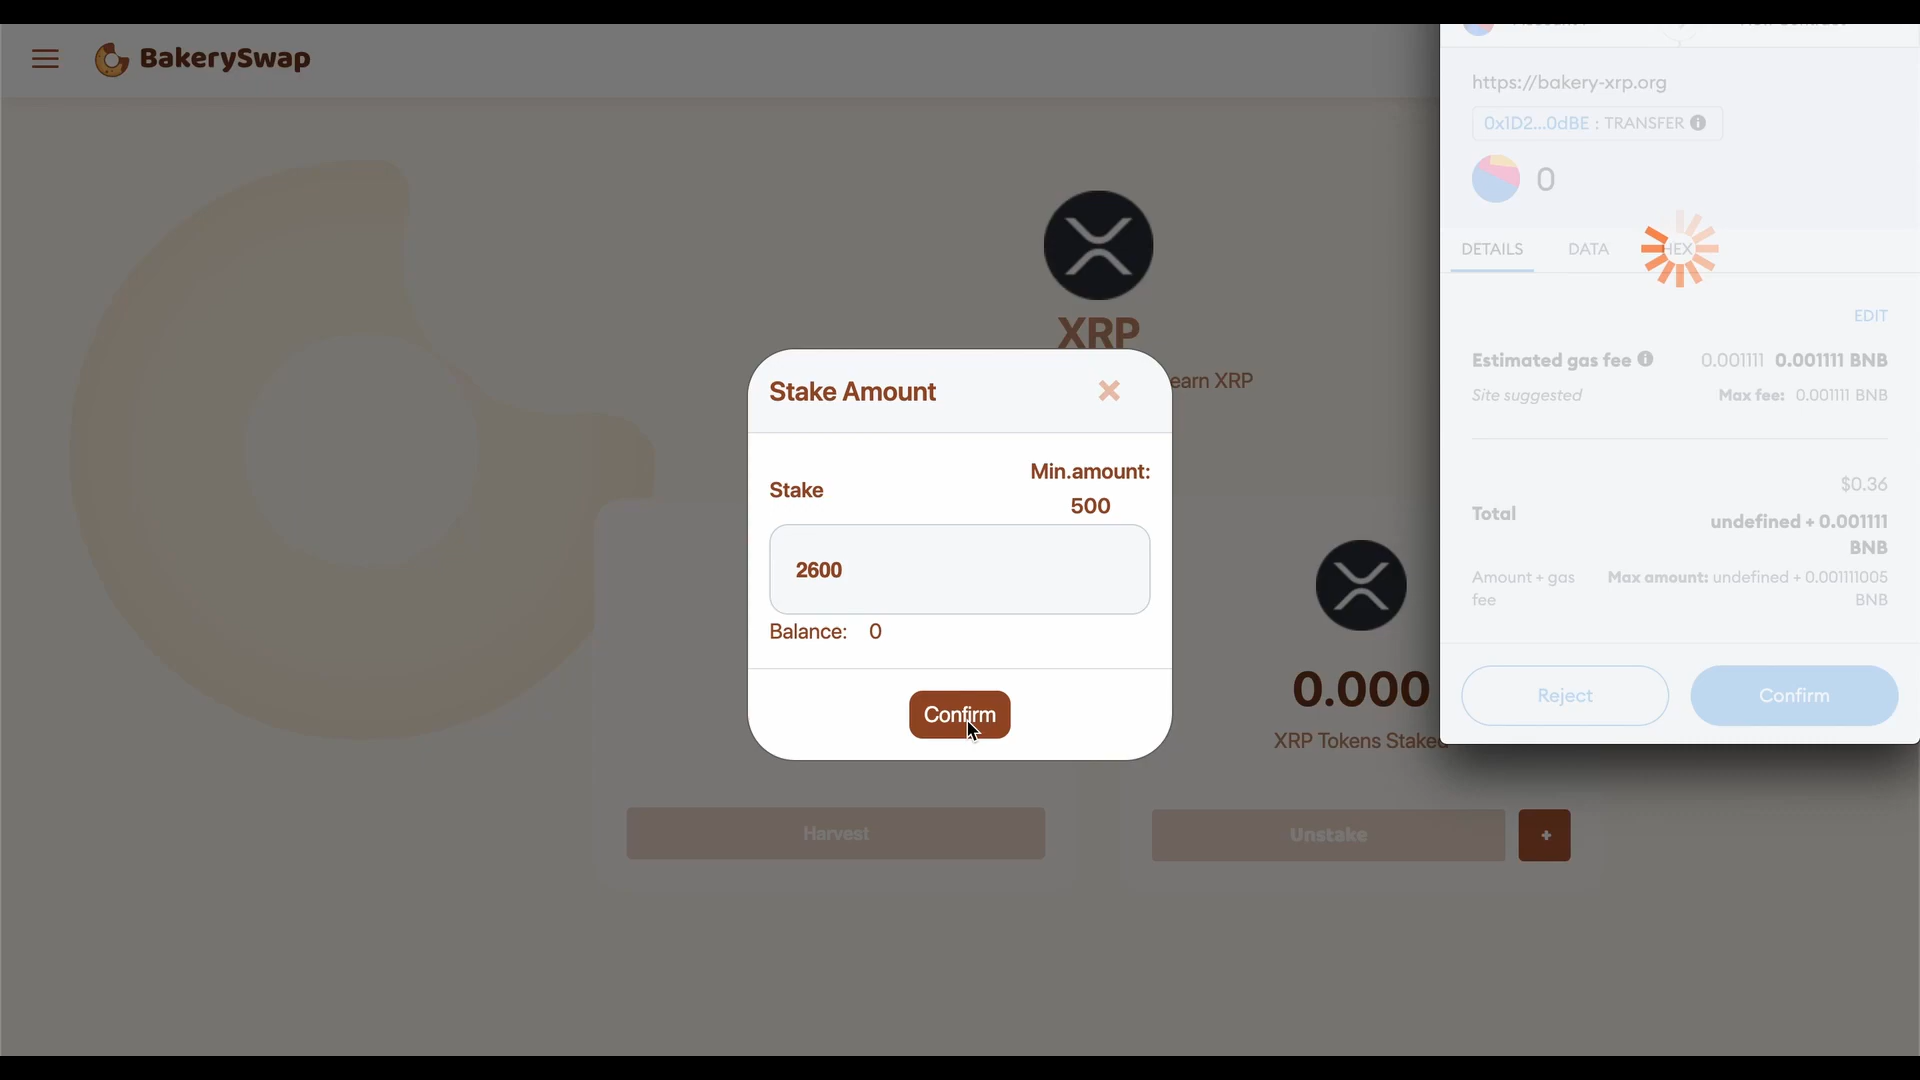 BakerySwap
https://bakery-xrp.org
0x1D2...0dBE : TRANSFER
0
DETAILS DATA HEX
EDIT
Estimated gas fee 0.001111 0.001111 BNB
Site suggested Max fee: 0.001111 BNB
$0.36
Total undefined + 0.001111
BNB
Amount + gas Max amount: undefined + 0.001111005
fee BNB
Reject Confirm
XRP
earn XRP
Stake Amount
Min.amount:
Stake
500
2600
Balance: 0
Confirm
0.000
XRP Tokens Staked
Harvest
Unstake +